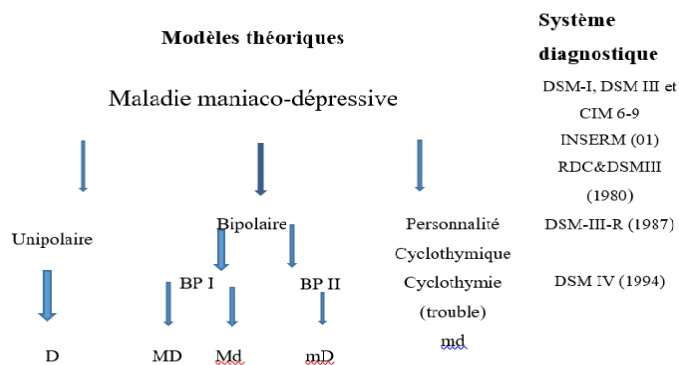 Modèles théoriques
Système
diagnostique
Maladie maniaco-dépressive
DSM-I, DSM III et
CIM 6-9
INSERM (01)
RDC&DSMIII
(1980)
Unipolaire
Bipolaire
Personnalité
Cyclothymique
Cyclothymie
(trouble)
md
DSM-III-R (1987)
BP I
BP II
DSM IV (1994)
D
MD
Md
mD